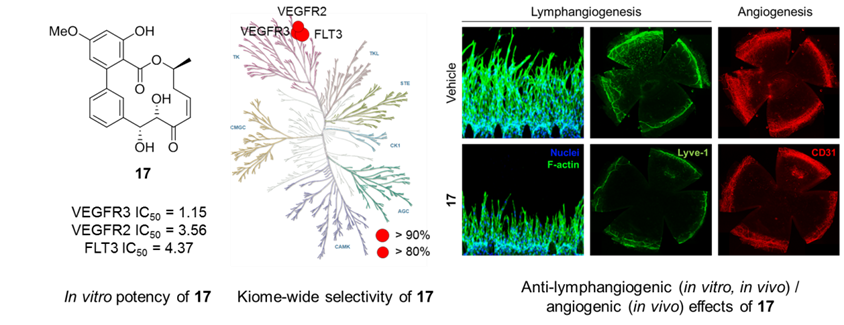 MeO
OH
O
O
OH
O
OH
17
VEGFR3 IC50 = 1.15
VEGFR2 IC50 = 3.56
FLT3 IC50 = 4.37
In vitro potency of 17
VEGFR2
VEGFR3
FLT3
TK
TKL
STE
CK1
AGC
CAMK
CMGC
> 90%
> 80%
Kiome-wide selectivity of 17
Lymphangiogenesis
Angiogenesis
Vehicle
17
Nuclei
F-actin
Lyve-1
CD31
Anti-lymphangiogenic (in vitro, in vivo) /
angiogenic (in vivo) effects of 17